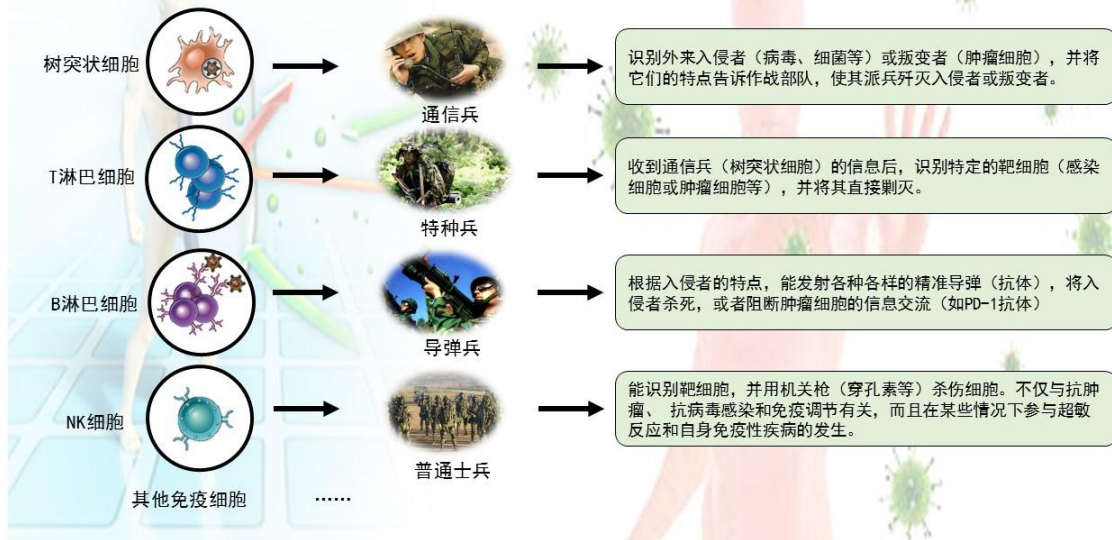 树突状细胞
通信兵
识别外来入侵者（病毒、细菌等）或叛变者（肿瘤细胞），并将
它们的特点告诉作战部队，使其派兵歼灭入侵者或叛变者。
T淋巴细胞
特种兵
收到通信兵（树突状细胞）的信息后，识别特定的靶细胞（感染
细胞或肿瘤细胞等），并将其直接剿灭。
B淋巴细胞
导弹兵
根据入侵者的特点，能发射各种各样的精准导弹（抗体），将入
侵者杀死，或者阻断肿瘤细胞的信息交流（如PD-1抗体）
NK细胞
普通士兵
能识别靶细胞，并用机关枪（穿孔素等）杀伤细胞。不仅与抗肿
瘤、 抗病毒感染和免疫调节有关，而且在某些情况下参与超敏
反应和自身免疫性疾病的发生。
其他免疫细胞
……